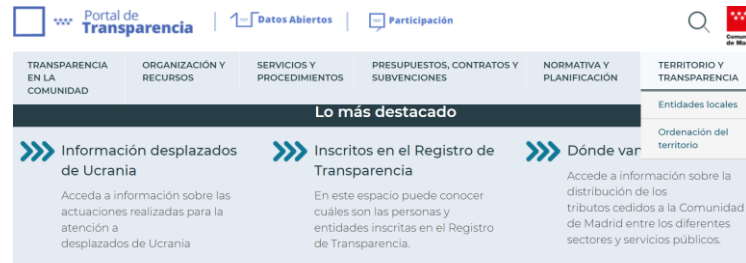 Portal de
Transparencia
Datos Abiertos
Participación
Comuni
de Mad
TRANSPARENCIA
EN LA
COMUNIDAD
ORGANIZACIÓN Y
RECURSOS
SERVICIOS Y
PROCEDIMIENTOS
PRESUPUESTOS, CONTRATOS Y
SUBVENCIONES
NORMATIVA Y
PLANIFICACIÓN
TERRITORIO Y
TRANSPARENCIA
Entidades locales
Ordenación del
territorio
Lo más destacado
Información desplazados
de Ucrania
Acceda a información sobre las
actuaciones realizadas para la
atención a
desplazados de Ucrania
Inscritos en el Registro de
Transparencia
En este espacio puede conocer
cuáles son las personas y
entidades inscritas en el Registro
de Transparencia.
Dónde van
Accede a información sobre la
distribución de los
tributos cedidos a la Comunidad
de Madrid entre los diferentes
sectores y servicios públicos.